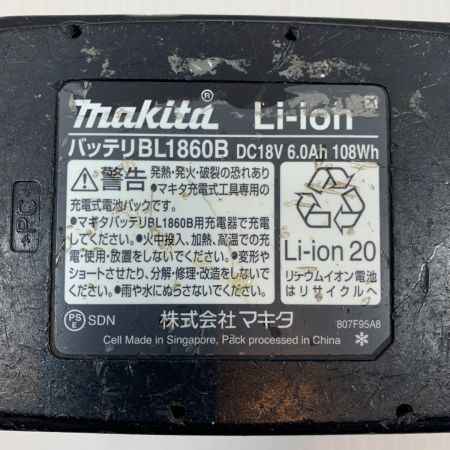 makita® Li-ion
バッテリBL1860B DC18V 6.0Ah 108Wh
警告 発熱・発火・破裂の恐れあり
●マキタ充電式工具専用の
充電式電池パックです。
●マキタバッテリBL1860B用充電器で充電
してください。●火中投入、加熱、高温での充
電・使用・放置をしないでください。●変形や
ショートさせたり、分解・修理・改造をしないで
ください。●雨や水にぬらさないでください。
Li-ion 20
リチウムイオン電池
はリサイクルへ
PSE SDN 株式会社マキタ
807F95A8
Cell Made in Singapore, Pack processed in China
>PC<